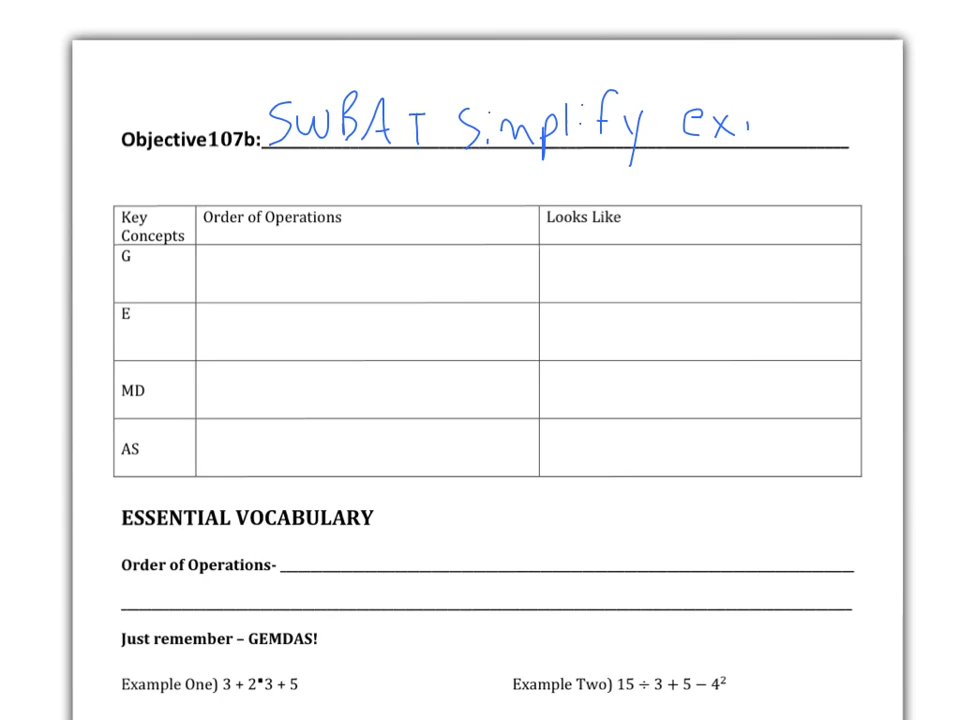 Objective107b: SWBAT simplify ex.
Key Concepts Order of Operations Looks Like
G
E
MD
AS
ESSENTIAL VOCABULARY
Order of Operations-
Just remember – GEMDAS!
Example One) 3 + 2▪3 + 5 Example Two) 15 ÷ 3 + 5 − 4²